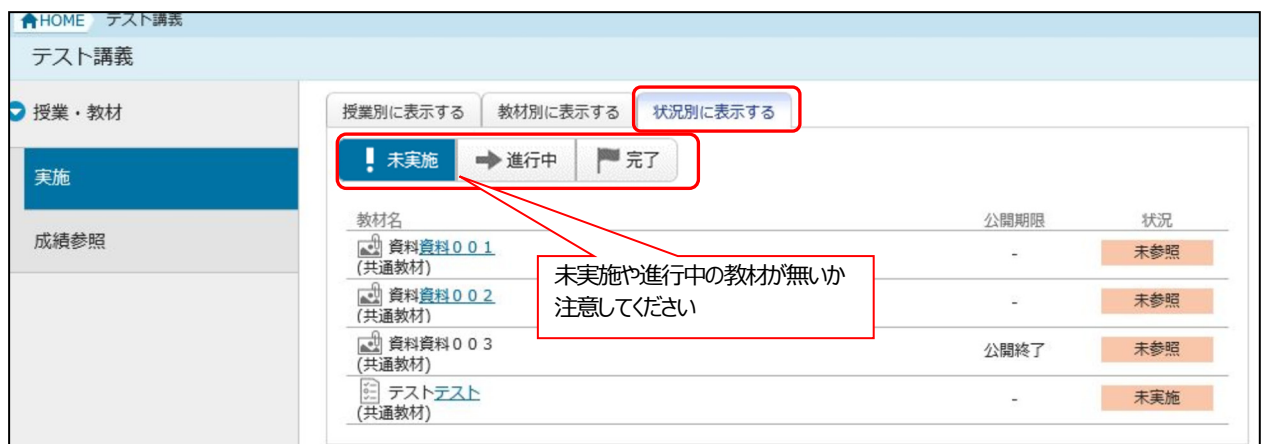 HOME テスト講義
テスト講義
授業・教材
実施
成績参照
授業別に表示する 教材別に表示する 状況別に表示する
未実施 進行中 完了
教材名 公開期限 状況
資料資料００１ - 未参照
(共通教材)
資料資料００２ - 未参照
(共通教材)
資料資料００３ 公開終了 未参照
(共通教材)
テストテスト - 未実施
(共通教材)
未実施や進行中の教材が無いか
注意してください